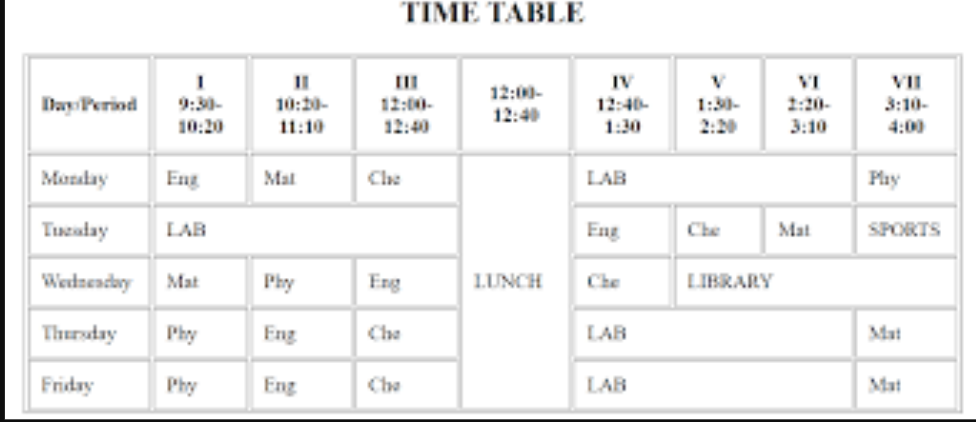 TIME TABLE
Day/Period I 9:30-10:20 II 10:20-11:10 III 12:00-12:40 12:00-12:40 IV 12:40-1:30 V 1:30-2:20 VI 2:20-3:10 VII 3:10-4:00
Monday Eng Mat Che LAB Phy
Tuesday LAB Eng Che Mat SPORTS
Wednesday Mat Phy Eng LUNCH Che LIBRARY
Thursday Phy Eng Che LAB Mat
Friday Phy Eng Che LAB Mat